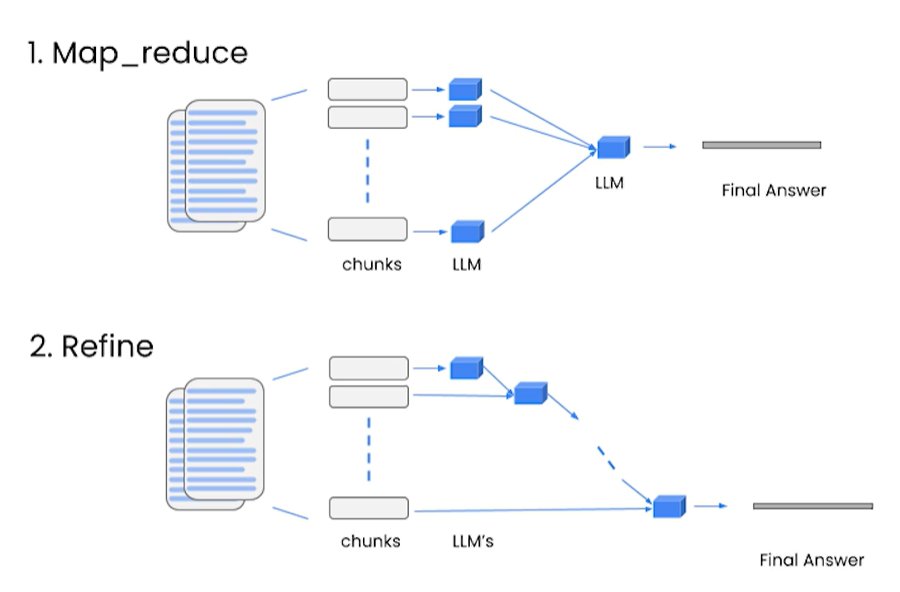 1. Map_reduce
LLM
Final Answer
chunks
LLM
2. Refine
chunks
LLM's
Final Answer